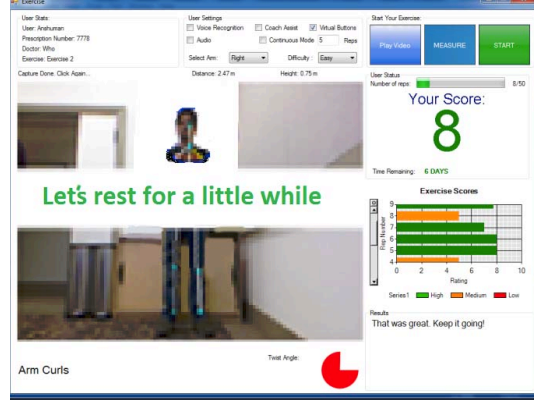 Exercise
User Stats:
User: Anshuman
Prescription Number: 7778
Doctor: Who
Exercise: Exercise 2
User Settings
Voice Recognition
Coach Assist
Virtual Buttons
Audio
Continuous Mode 5 Reps
Select Arm: Right
Difficulty: Easy
Start Your Exercise:
Play Video
MEASURE
START
Capture Done. Click Again...
Distance: 2.47 m
Height: 0.75 m
User Status
Number of reps
8/50
Your Score:
8
Time Remaining: 6 DAYS
Let's rest for a little while
Exercise Scores
Rep Number
9
8
7
6
5
4
0 2 4 6 8 10
Rating
Series1 High Medium Low
Results
That was great. Keep it going!
Twist Angle:
Arm Curls